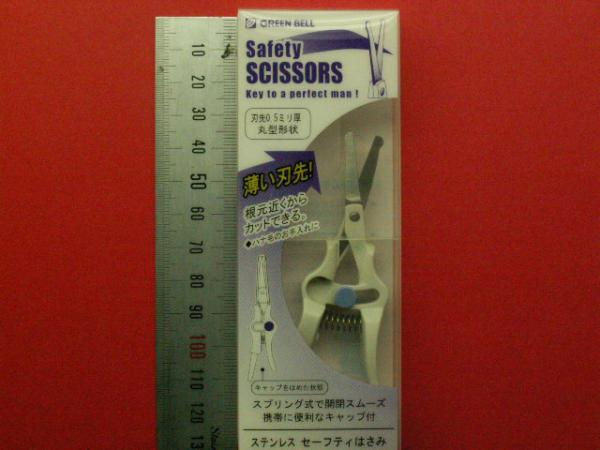 GREEN BELL
Safety
SCISSORS
Key to a perfect man !
刃先0.5ミリ厚
丸型形状
薄い刃先!
根元近くから
カットできる。
◆ハナ毛のお手入れに
キャップをはめた状態
スプリング式で開閉スムーズ
携帯に便利なキャップ付
ステンレス セーフティはさみ
10
20
30
40
50
60
70
80
90
100
110
120